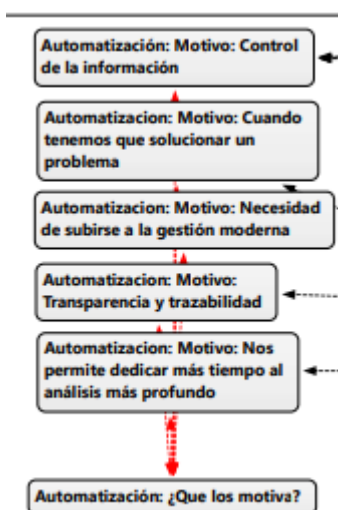 Automatización: Motivo: Control
de la información
Automatizacion: Motivo: Cuando
tenemos que solucionar un
problema
Automatizacion: Motivo: Necesidad
de subirse a la gestión moderna
Automatizacion: Motivo:
Transparencia y trazabilidad
Automatizacion: Motivo: Nos
permite dedicar más tiempo al
análisis más profundo
Automatización: ¿Que los motiva?